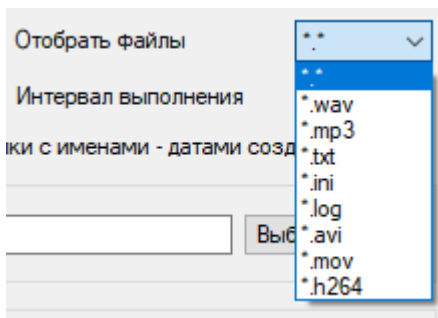 Отобрать файлы
*.*
*.*
Интервал выполнения
*.wav
*.mp3
ки с именами - датами созд
*.txt
*.ini
*.log
Выб
*.avi
*.mov
*.h264